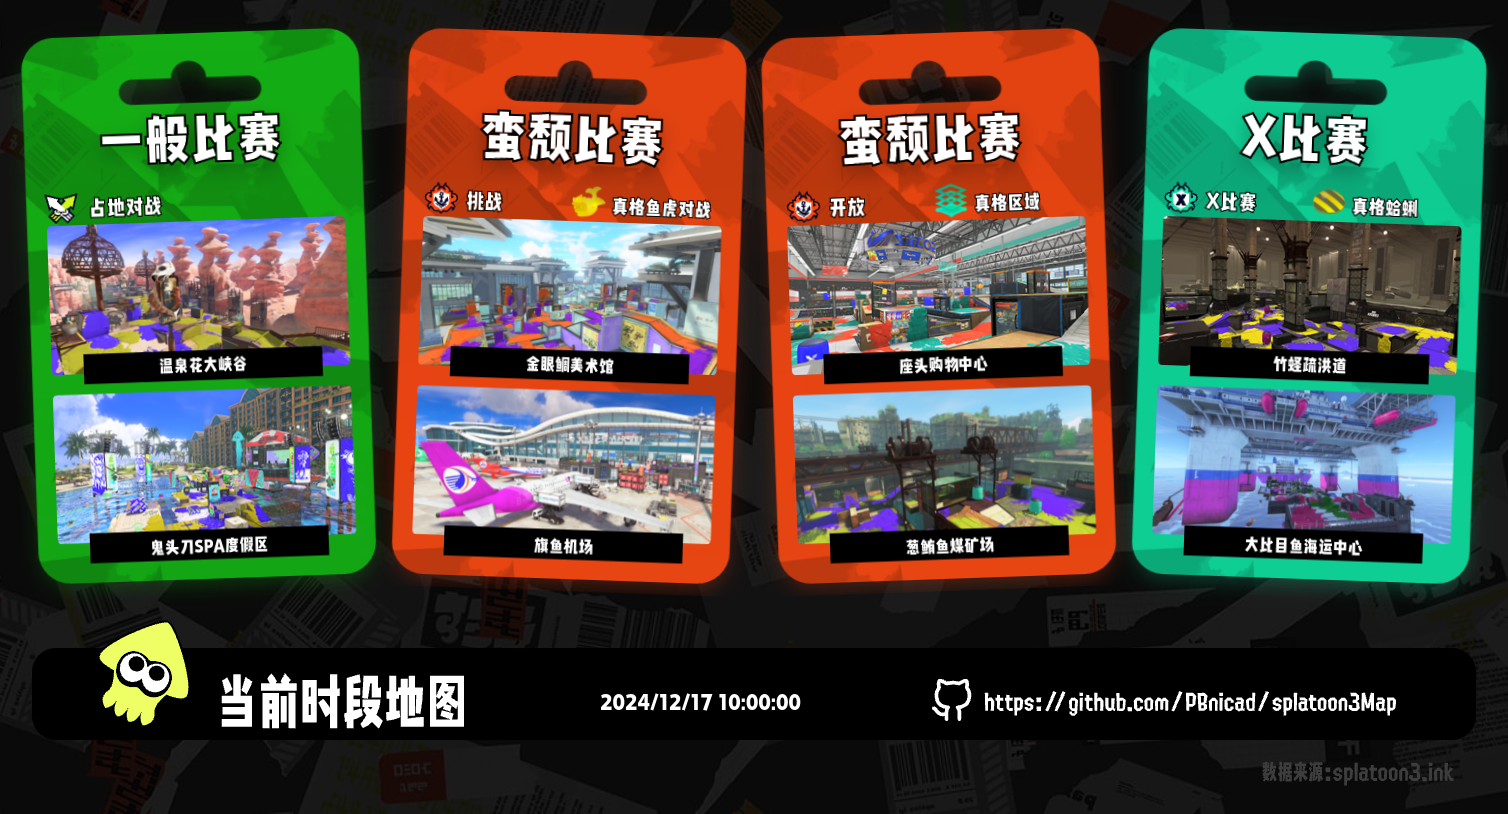 一般比赛
占地对战
温泉花大峡谷
鬼头刀SPA度假区
蛮颓比赛
挑战
真格鱼虎对战
金眼鲷美术馆
旗鱼机场
蛮颓比赛
开放
真格区域
座头购物中心
葱鲔鱼煤矿场
X比赛
X比赛
真格蛤蜊
竹蛏疏洪道
大比目鱼海运中心
当前时段地图
2024/12/17 10:00:00
https://github.com/PBnicad/splatoon3Map
数据来源:splatoon3.ink